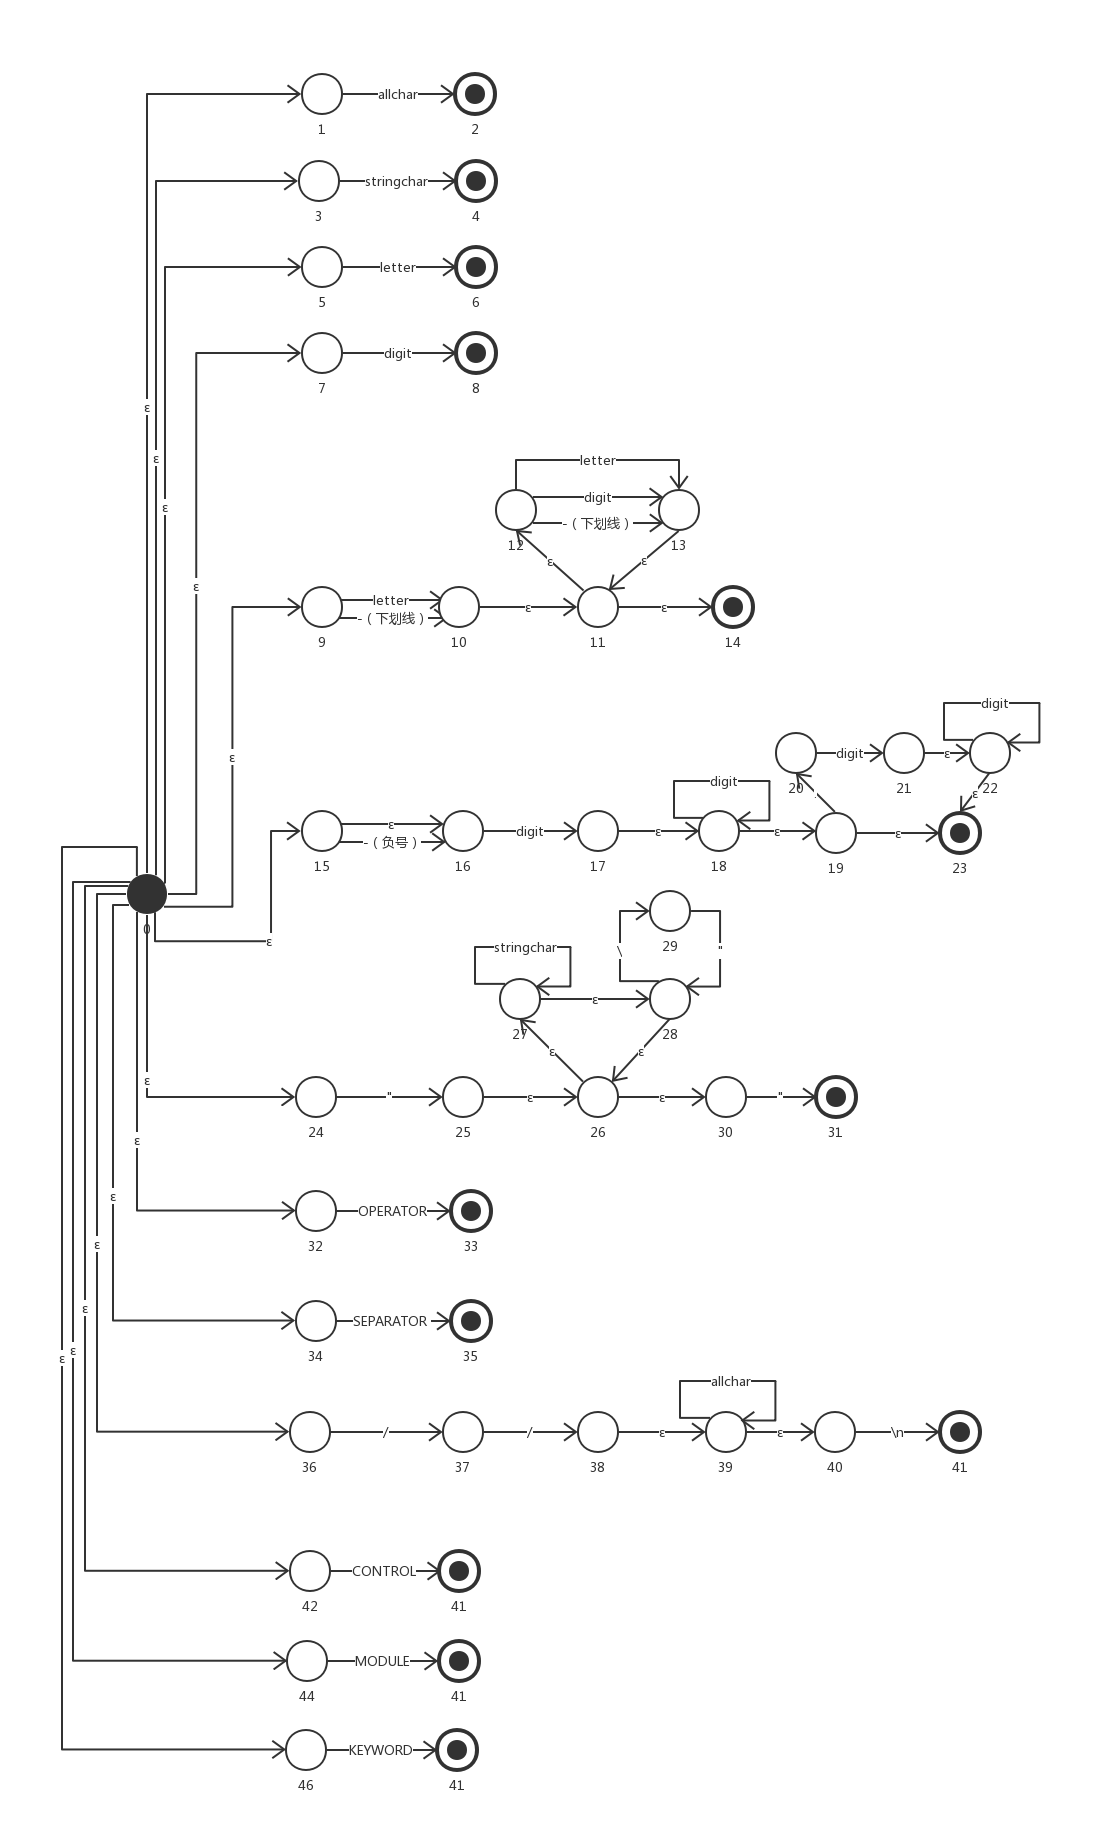 allchar
1
2
stringchar
3
4
letter
5
6
digit
7
8
ε
ε
ε
ε
letter
digit
-（下划线）
12
13
ε
ε
letter
-（下划线）
ε
ε
9
10
11
14
ε
digit
digit
ε
20
.
21
22
ε
digit
ε
-（负号）
digit
ε
ε
ε
15
16
17
18
19
23
0
ε
29
stringchar
\
"
ε
27
28
ε
ε
ε
"
ε
ε
"
24
25
26
30
31
ε
ε
OPERATOR
32
33
ε
ε
SEPARATOR
34
35
ε
ε
ε
allchar
/
/
ε
ε
\n
36
37
38
39
40
41
CONTROL
42
41
MODULE
44
41
KEYWORD
46
41